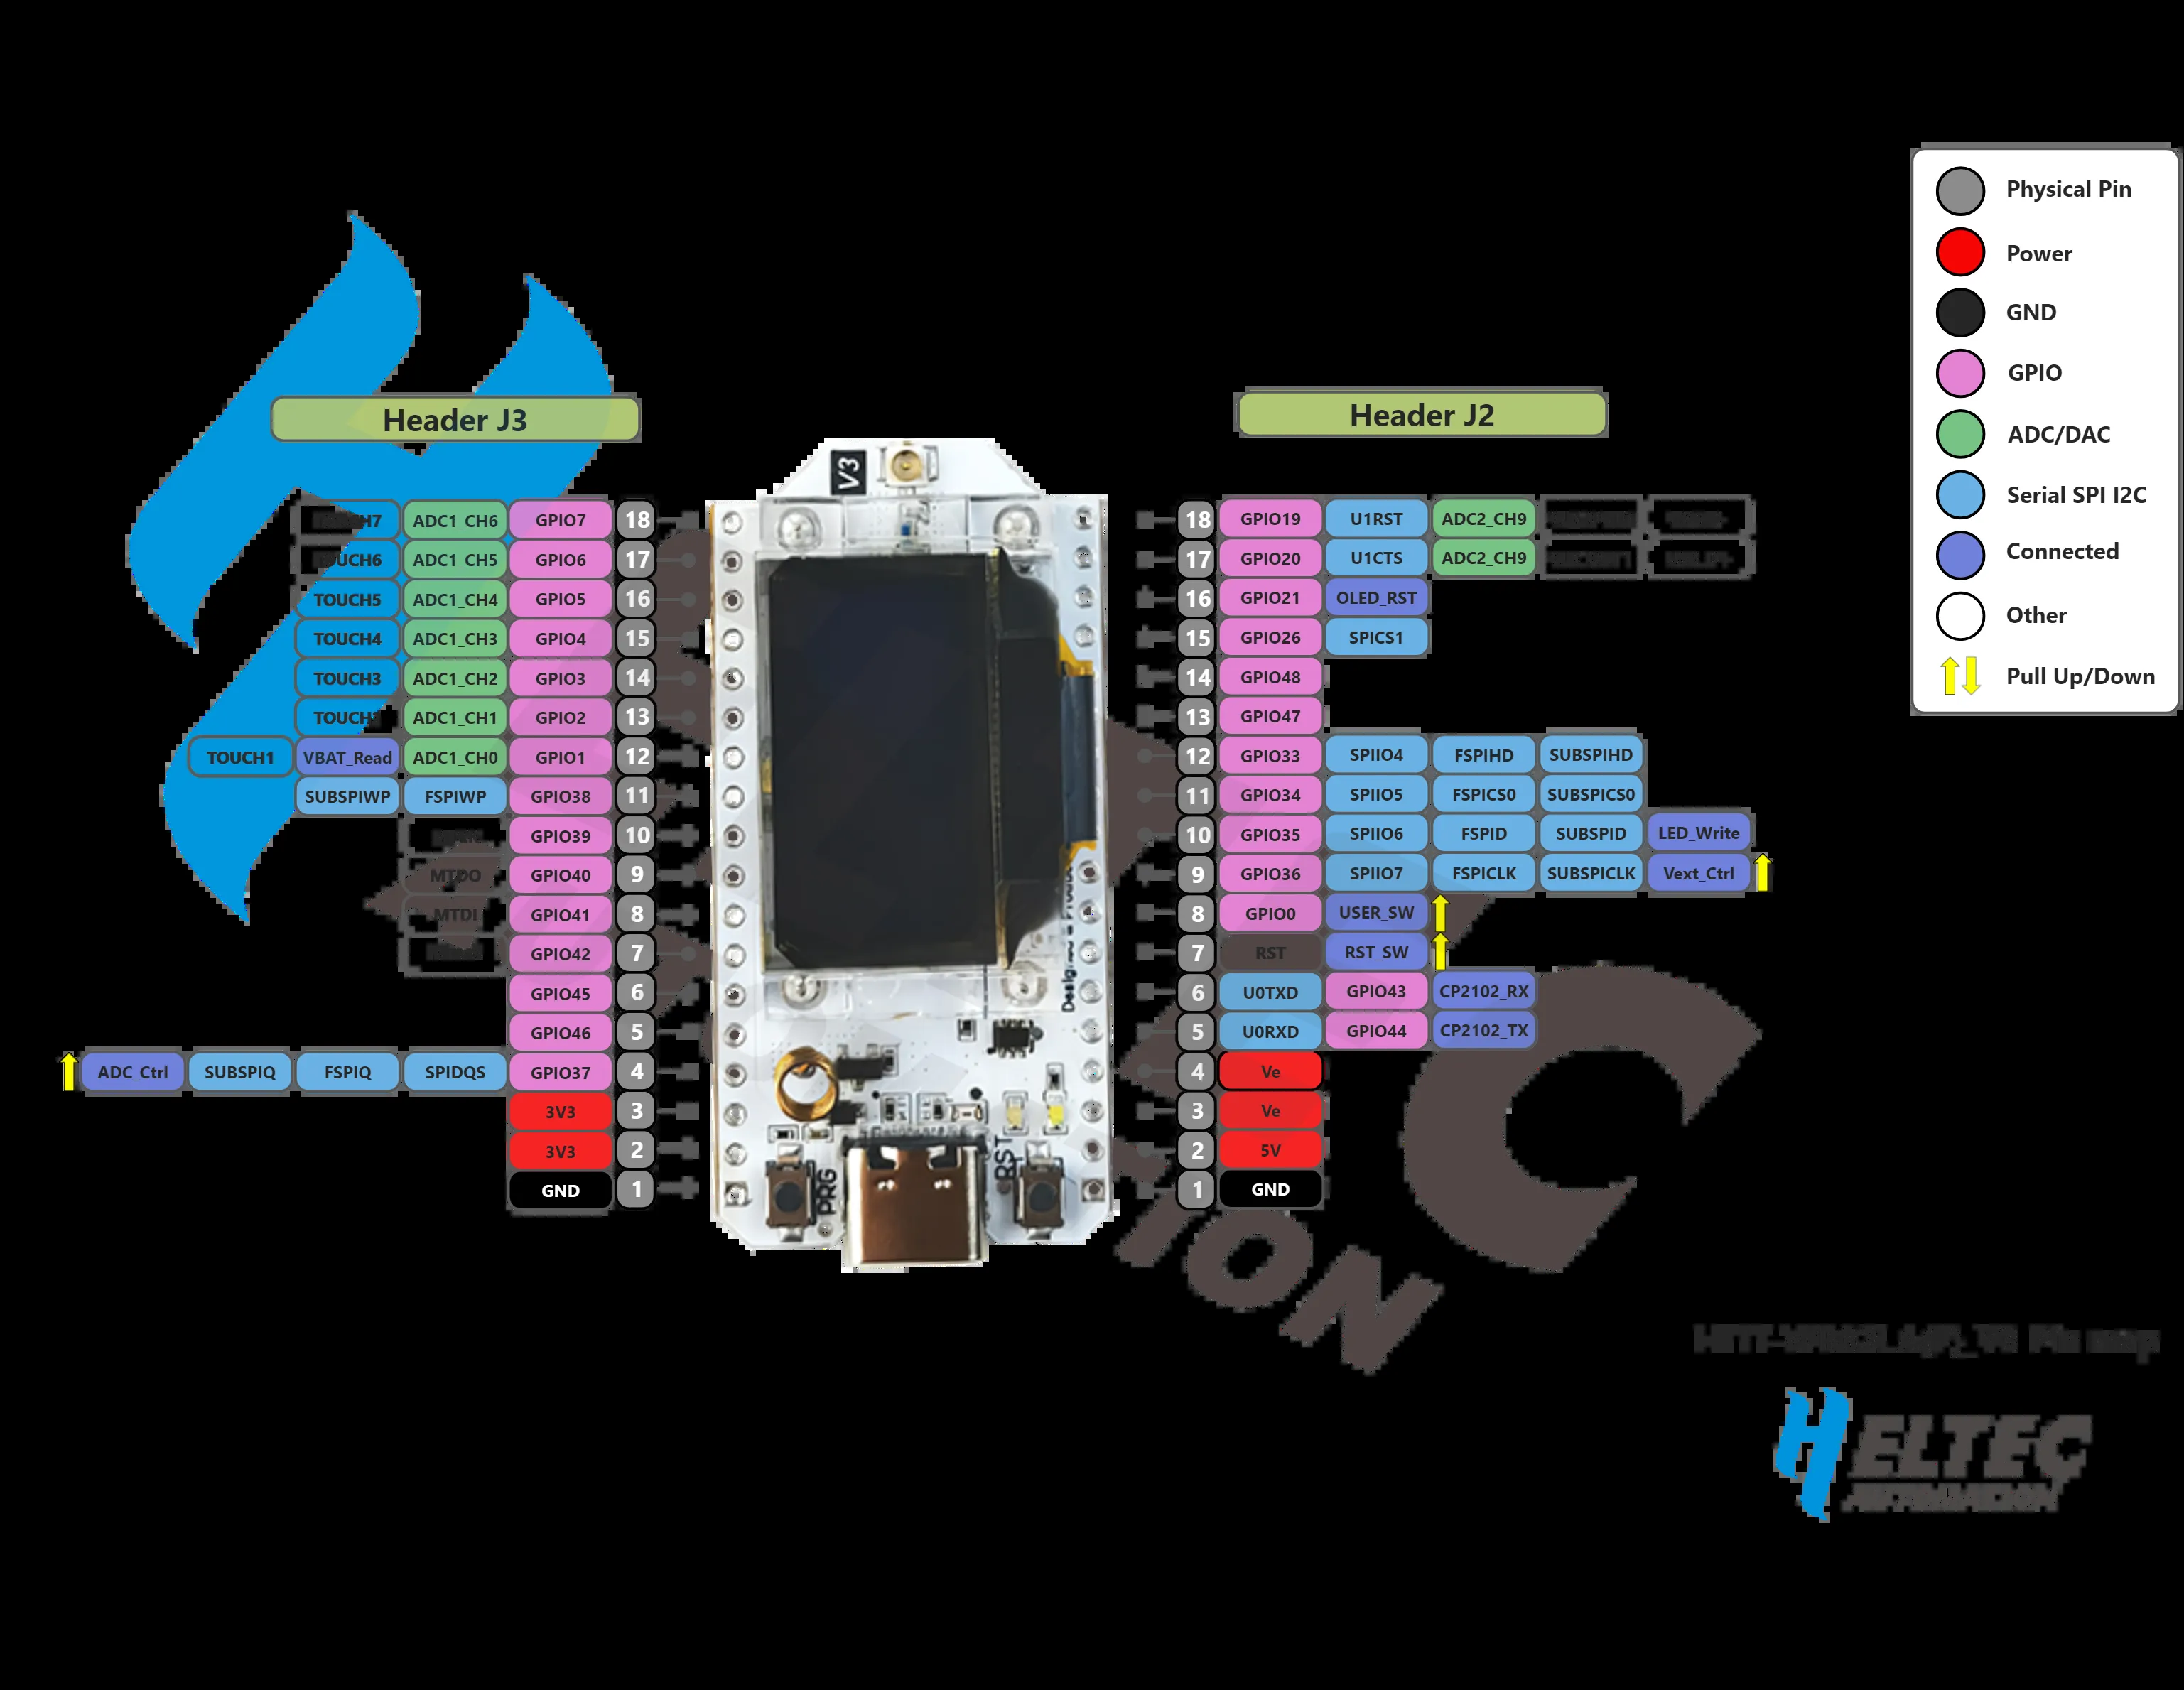 Physical Pin
Power
GND
GPIO
ADC/DAC
Serial SPI I2C
Connected
Other
Pull Up/Down
Header J3
ADC1_CH6 GPIO7 18
ADC1_CH5 GPIO6 17
TOUCH5 ADC1_CH4 GPIO5 16
TOUCH4 ADC1_CH3 GPIO4 15
TOUCH3 ADC1_CH2 GPIO3 14
ADC1_CH1 GPIO2 13
TOUCH1 VBAT_Read ADC1_CH0 GPIO1 12
SUBSPIWP FSPIWP GPIO38 11
GPIO39 10
MTDO GPIO40 9
MTDI GPIO41 8
GPIO42 7
GPIO45 6
GPIO46 5
ADC_Ctrl SUBSPIQ FSPIQ SPIDQS GPIO37 4
3V3 3
3V3 2
GND 1
V3
PRG
RST
Header J2
18 GPIO19 U1RST ADC2_CH9
17 GPIO20 U1CTS ADC2_CH9
16 GPIO21 OLED_RST
15 GPIO26 SPICS1
14 GPIO48
13 GPIO47
12 GPIO33 SPIIO4 FSPIHD SUBSPIHD
11 GPIO34 SPIIO5 FSPICS0 SUBSPICS0
10 GPIO35 SPIIO6 FSPID SUBSPID LED_Write
9 GPIO36 SPIIO7 FSPICLK SUBSPICLK Vext_Ctrl
8 GPIO0 USER_SW
7 RST RST_SW
6 U0TXD GPIO43 CP2102_RX
5 U0RXD GPIO44 CP2102_TX
4 Ve
3 Ve
2 5V
1 GND
HELTEC
AUTOMATION